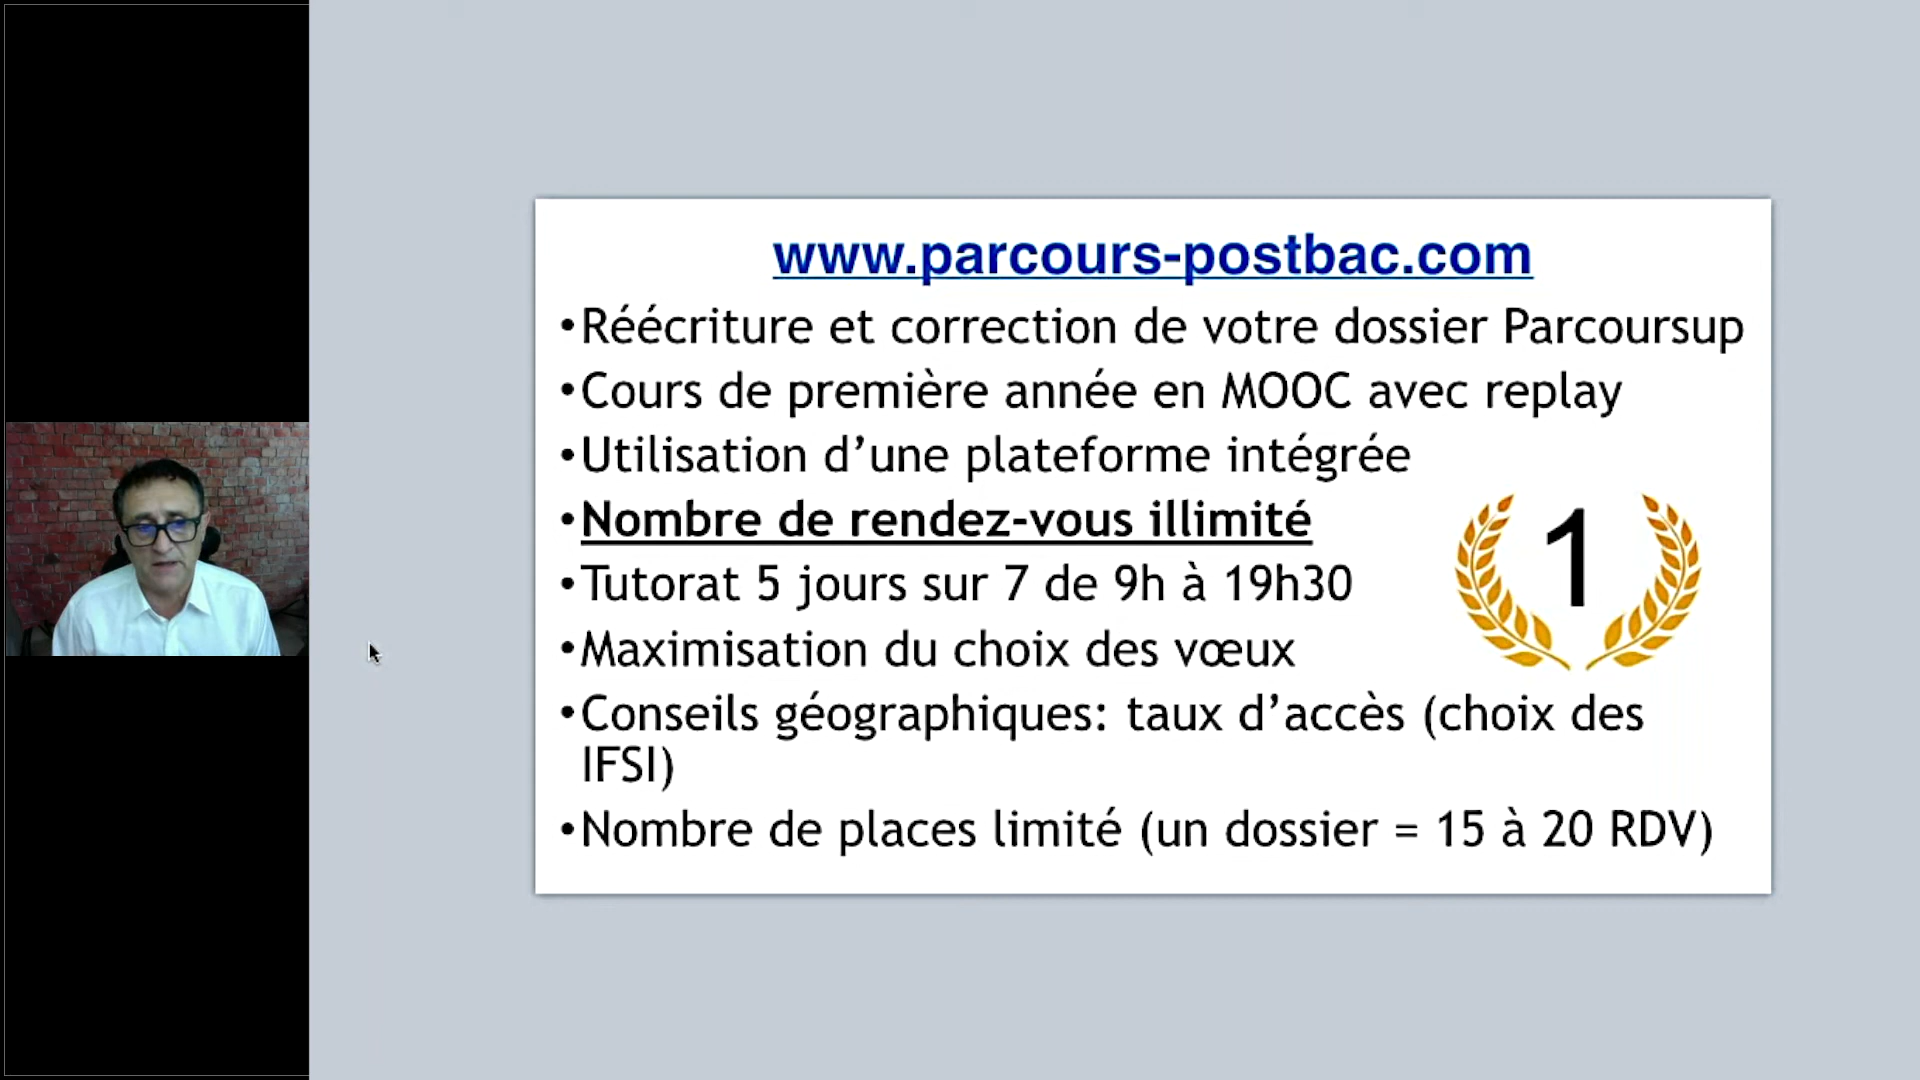 www.parcours-postbac.com
•Réécriture et correction de votre dossier Parcoursup
•Cours de première année en MOOC avec replay
•Utilisation d’une plateforme intégrée
•Nombre de rendez-vous illimité
1
•Tutorat 5 jours sur 7 de 9h à 19h30
•Maximisation du choix des vœux
•Conseils géographiques: taux d’accès (choix des
IFSI)
•Nombre de places limité (un dossier = 15 à 20 RDV)